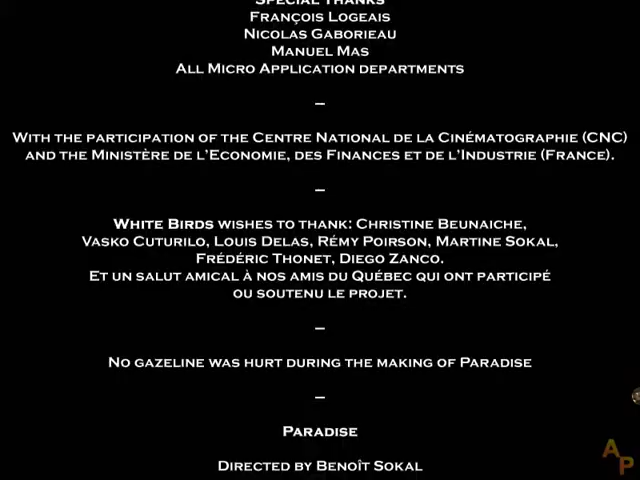 Special Thanks
François Logeais
Nicolas Gaborieau
Manuel Mas
All Micro Application departments
–
With the participation of the Centre National de la Cinématographie (CNC)
and the Ministère de l'Economie, des Finances et de l'Industrie (France).
–
White Birds wishes to thank: Christine Beunaiche,
Vasko Cuturilo, Louis Delas, Rémy Poirson, Martine Sokal,
Frédéric Thonet, Diego Zanco.
Et un salut amical à nos amis du Québec qui ont participé
ou soutenu le projet.
–
No gazeline was hurt during the making of Paradise
–
Paradise
Directed by Benoît Sokal
AP